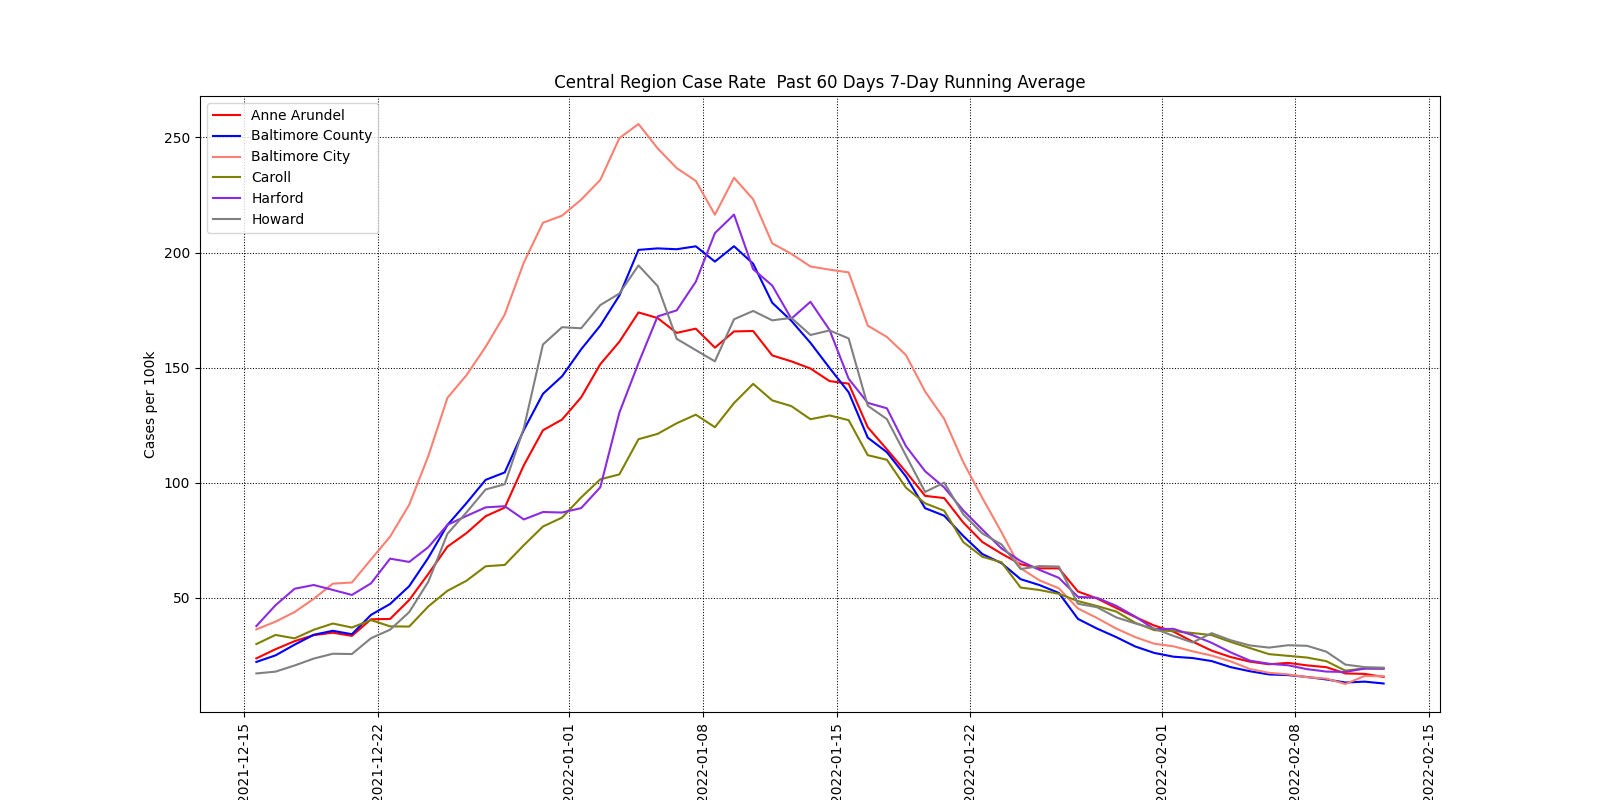 Central Region Case Rate  Past 60 Days 7-Day Running Average
Anne Arundel
Baltimore County
Baltimore City
Caroll
Harford
Howard
250
200
150
100
50
Cases per 100k
2021-12-15
2021-12-22
2022-01-01
2022-01-08
2022-01-15
2022-01-22
2022-02-01
2022-02-08
2022-02-15